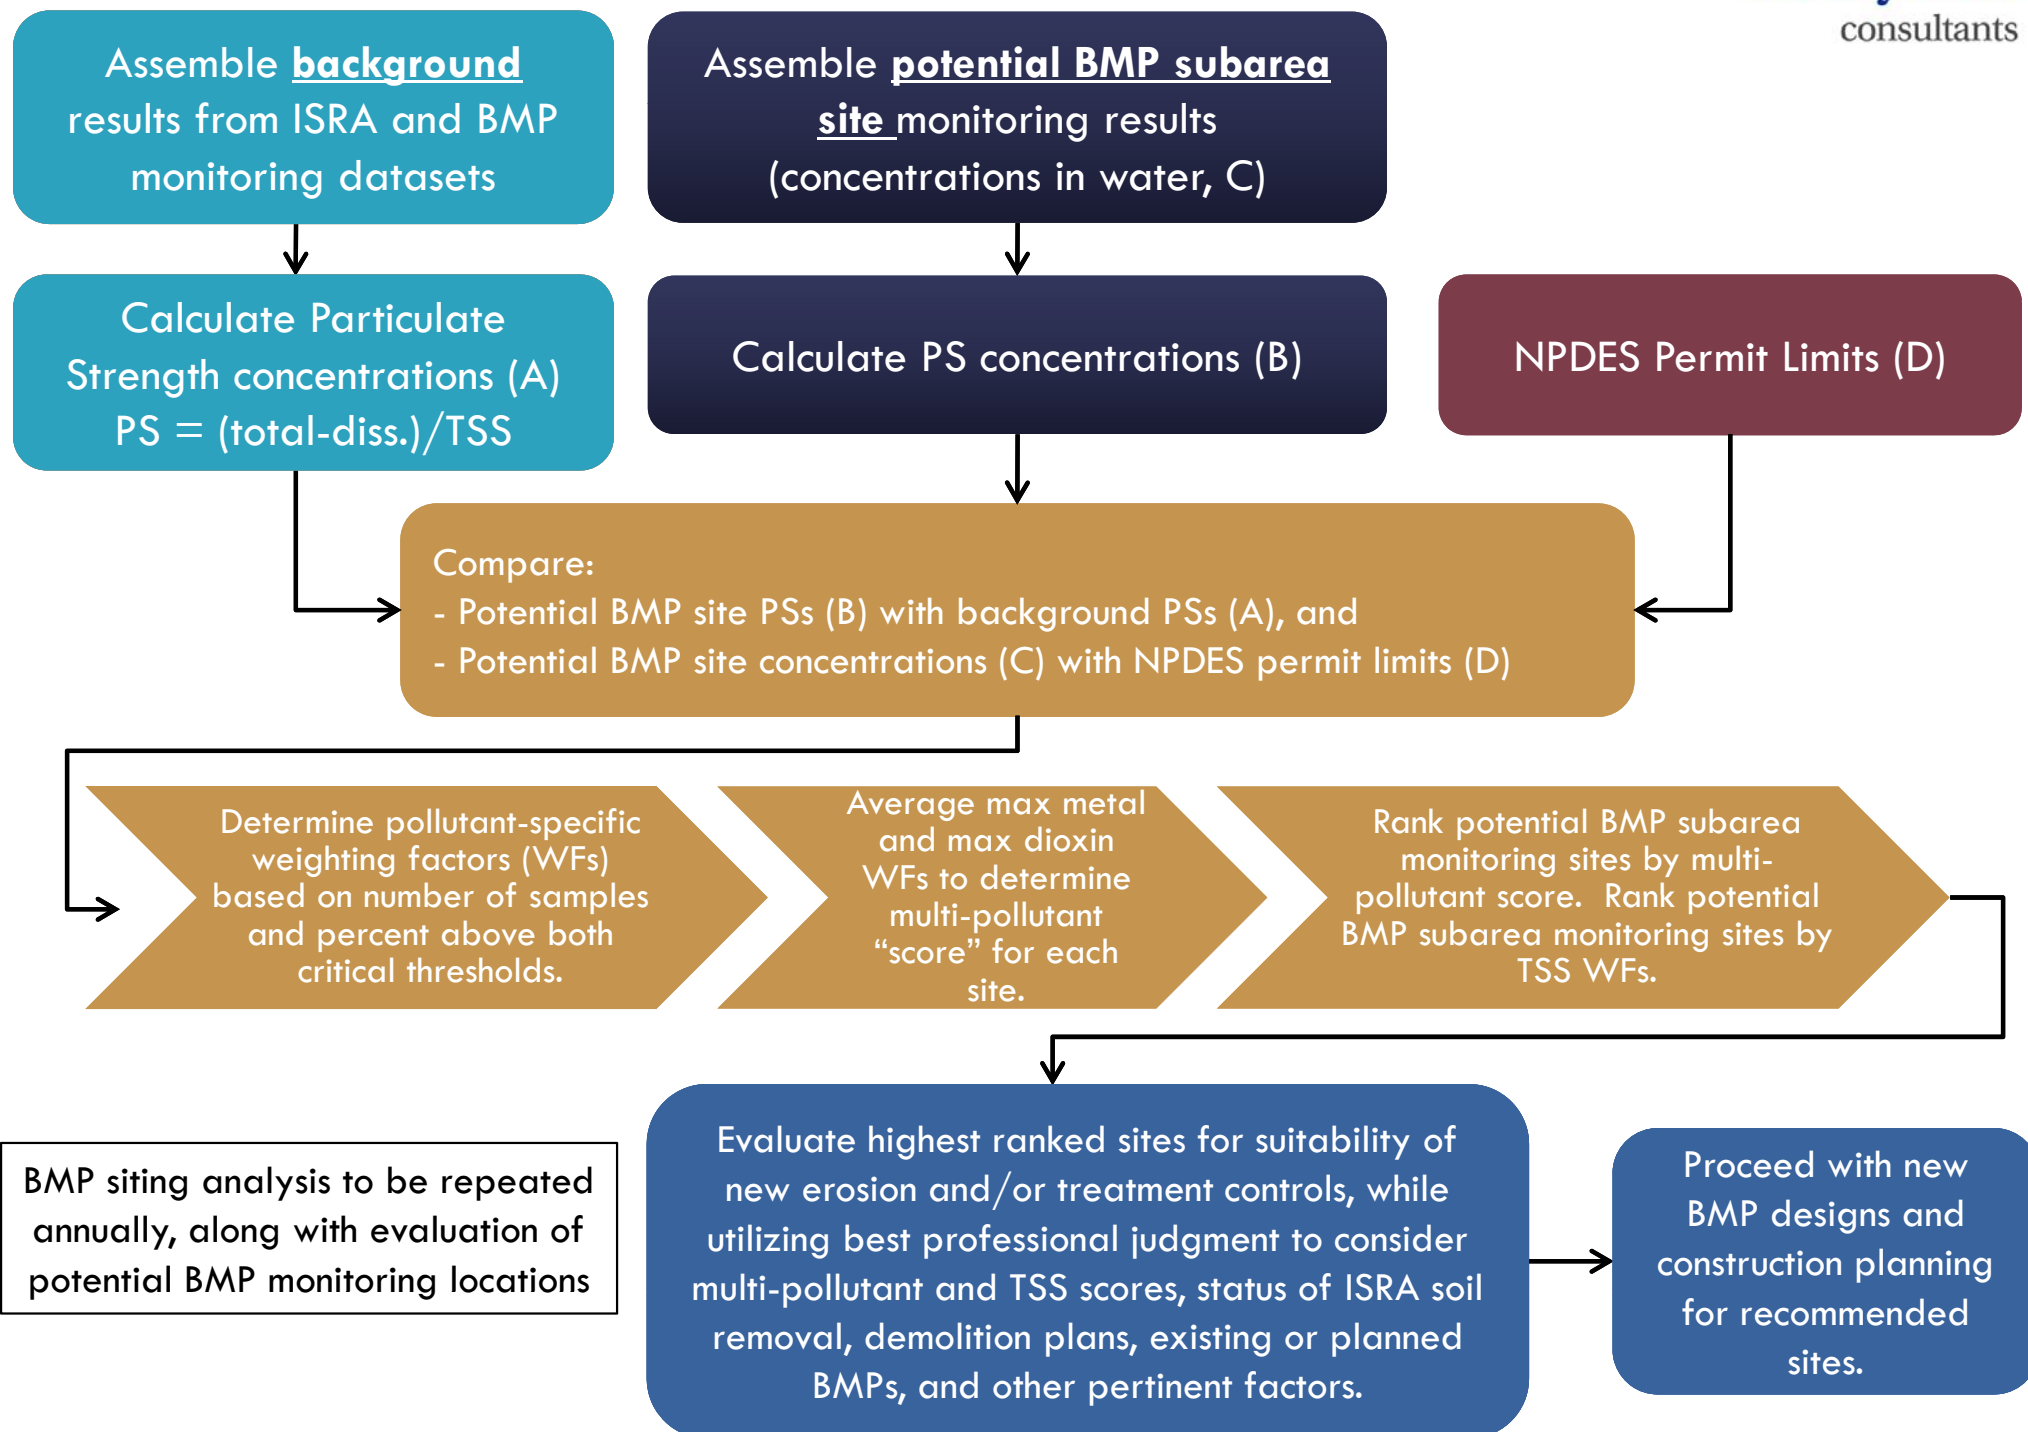 consultants
Assemble background
results from ISRA and BMP
monitoring datasets
Assemble potential BMP subarea
site monitoring results
(concentrations in water, C)
Calculate Particulate
Strength concentrations (A)
PS = (total-diss.)/TSS
Calculate PS concentrations (B)
NPDES Permit Limits (D)
Compare:
- Potential BMP site PSs (B) with background PSs (A), and
- Potential BMP site concentrations (C) with NPDES permit limits (D)
Determine pollutant-specific
weighting factors (WFs)
based on number of samples
and percent above both
critical thresholds.
Average max metal
and max dioxin
WFs to determine
multi-pollutant
“score” for each
site.
Rank potential BMP subarea
monitoring sites by multi-
pollutant score.  Rank potential
BMP subarea monitoring sites by
TSS WFs.
BMP siting analysis to be repeated
annually, along with evaluation of
potential BMP monitoring locations
Evaluate highest ranked sites for suitability of
new erosion and/or treatment controls, while
utilizing best professional judgment to consider
multi-pollutant and TSS scores, status of ISRA soil
removal, demolition plans, existing or planned
BMPs, and other pertinent factors.
Proceed with new
BMP designs and
construction planning
for recommended
sites.